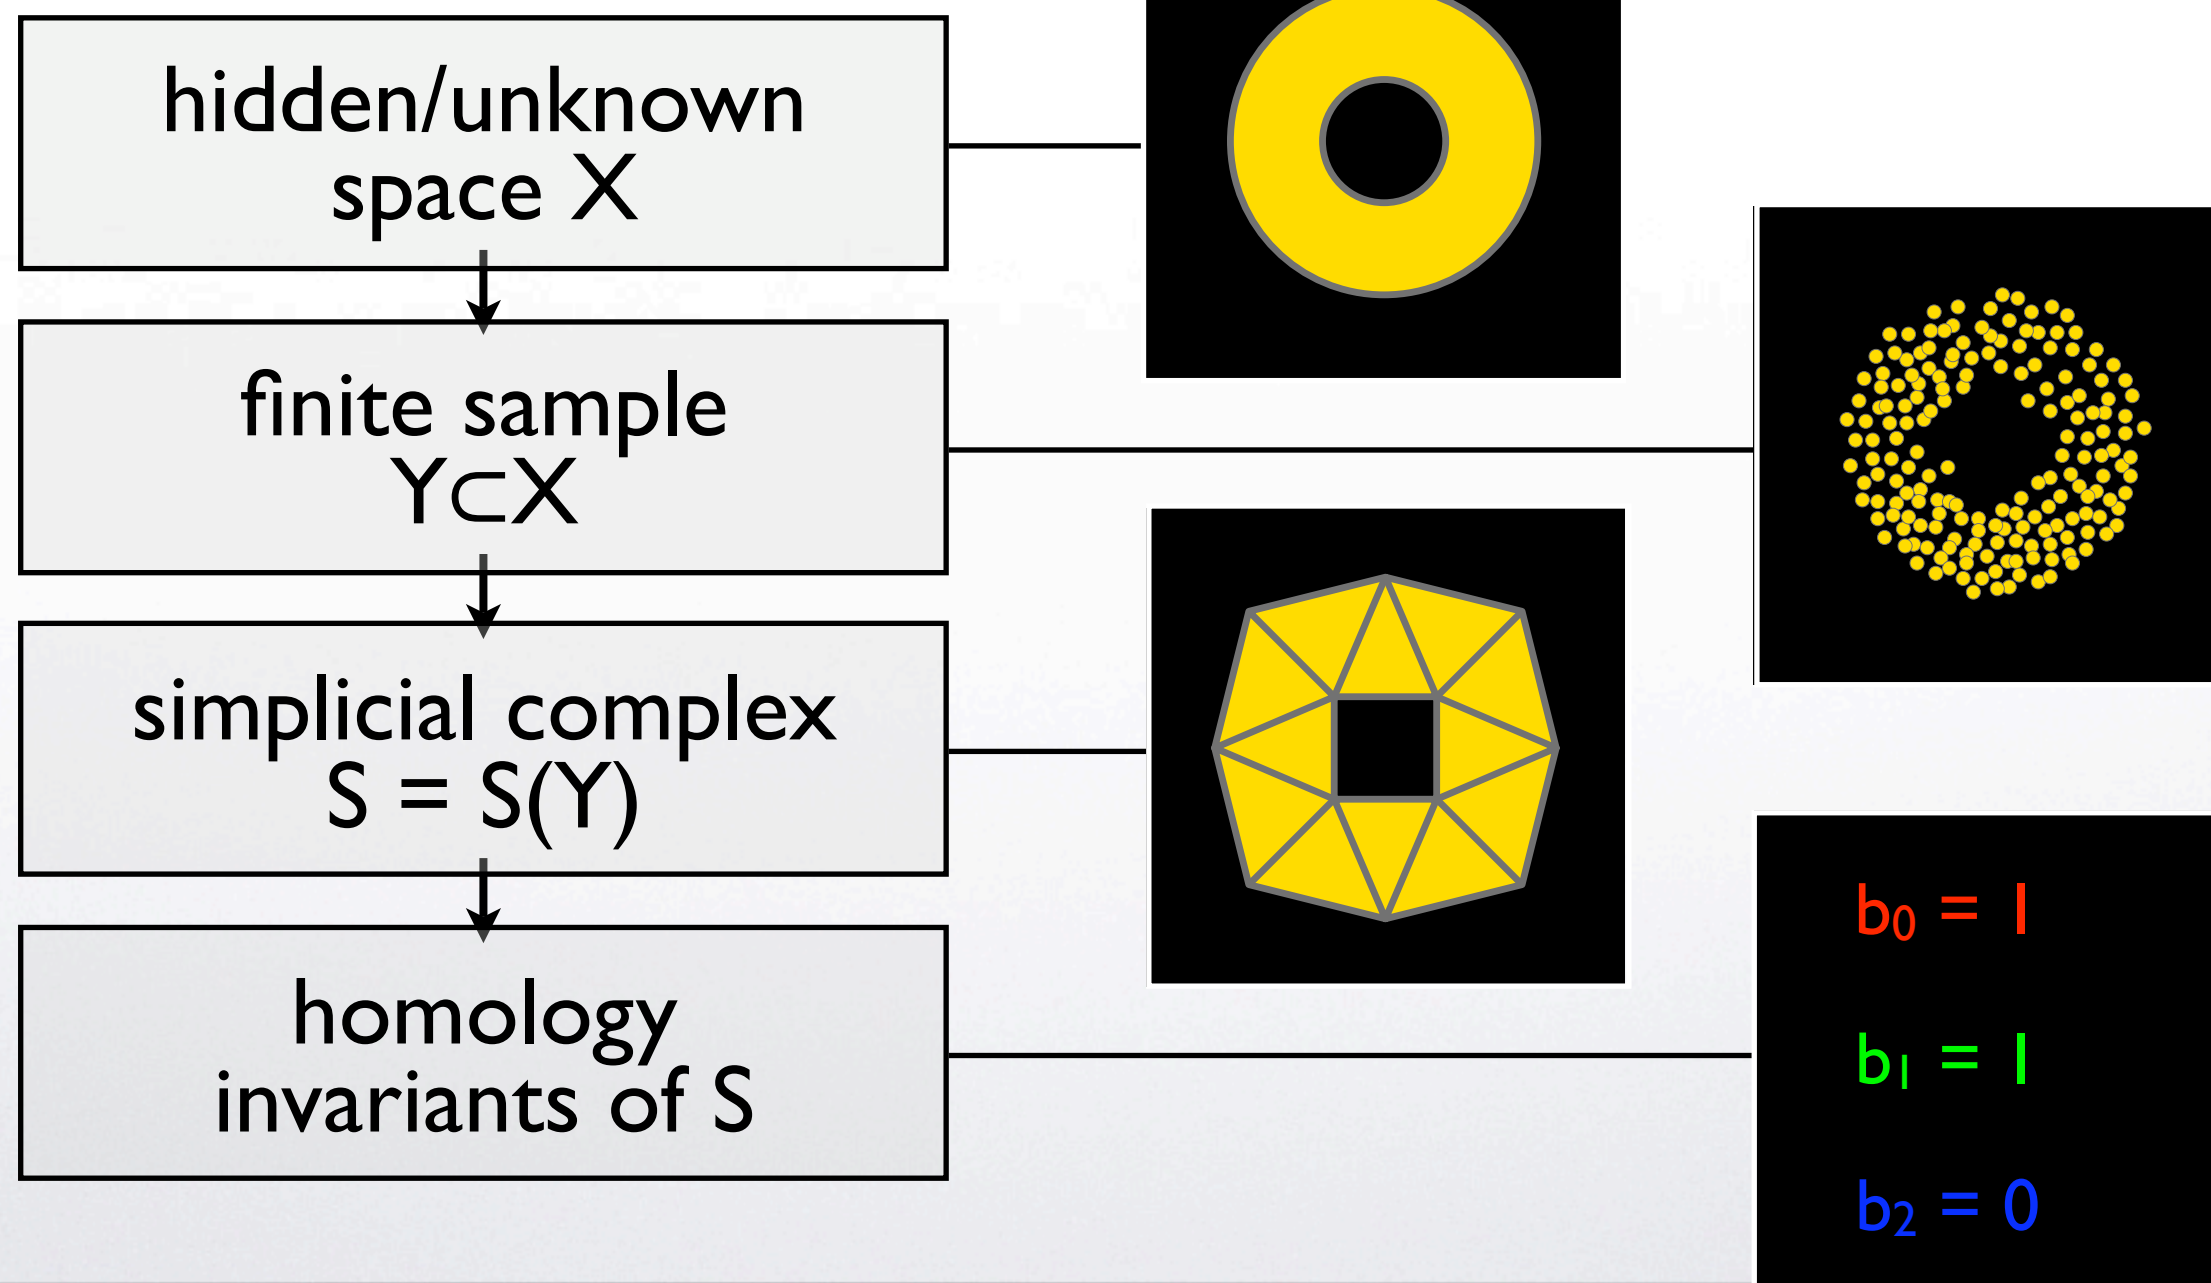 hidden/unknown
space X
finite sample
Y⊂X
simplicial complex
S = S(Y)
homology
invariants of S
b₀ = 1
b₁ = 1
b₂ = 0